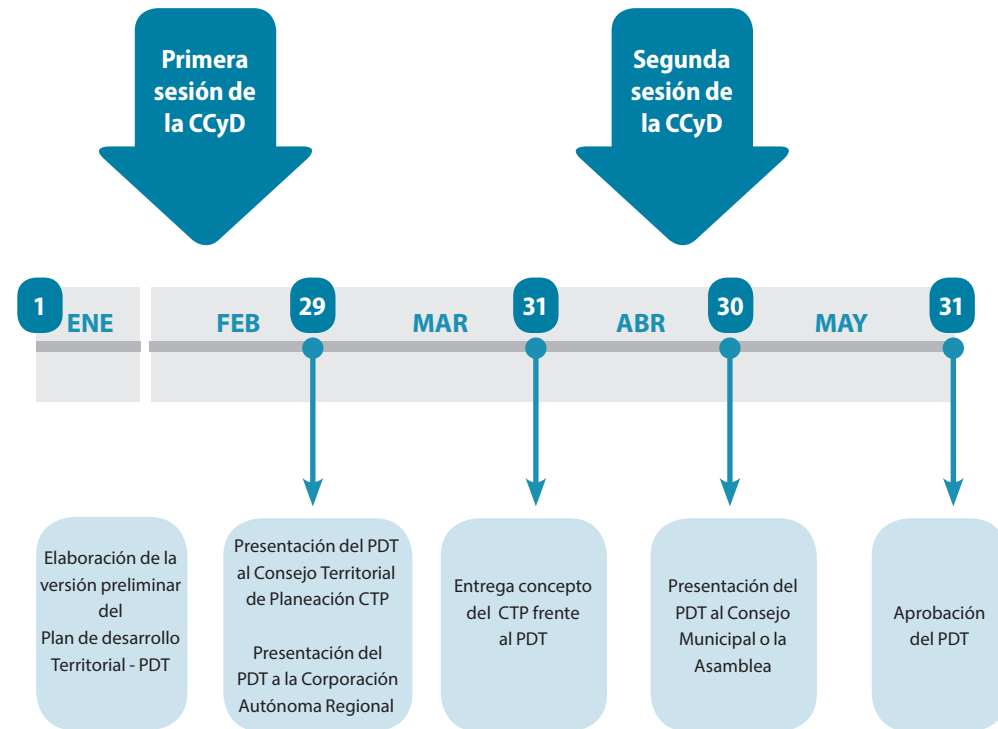 Primera
sesión de
la CCyD
Segunda
sesión de
la CCyD
1
ENE
FEB
29
MAR
31
ABR
30
MAY
31
Elaboración de la
versión preliminar
del
Plan de desarrollo
Territorial - PDT
Presentación del PDT
al Consejo Territorial
de Planeación CTP
Presentación del
PDT a la Corporación
Autónoma Regional
Entrega concepto
del CTP frente
al PDT
Presentación del
PDT al Consejo
Municipal o la
Asamblea
Aprobación
del PDT